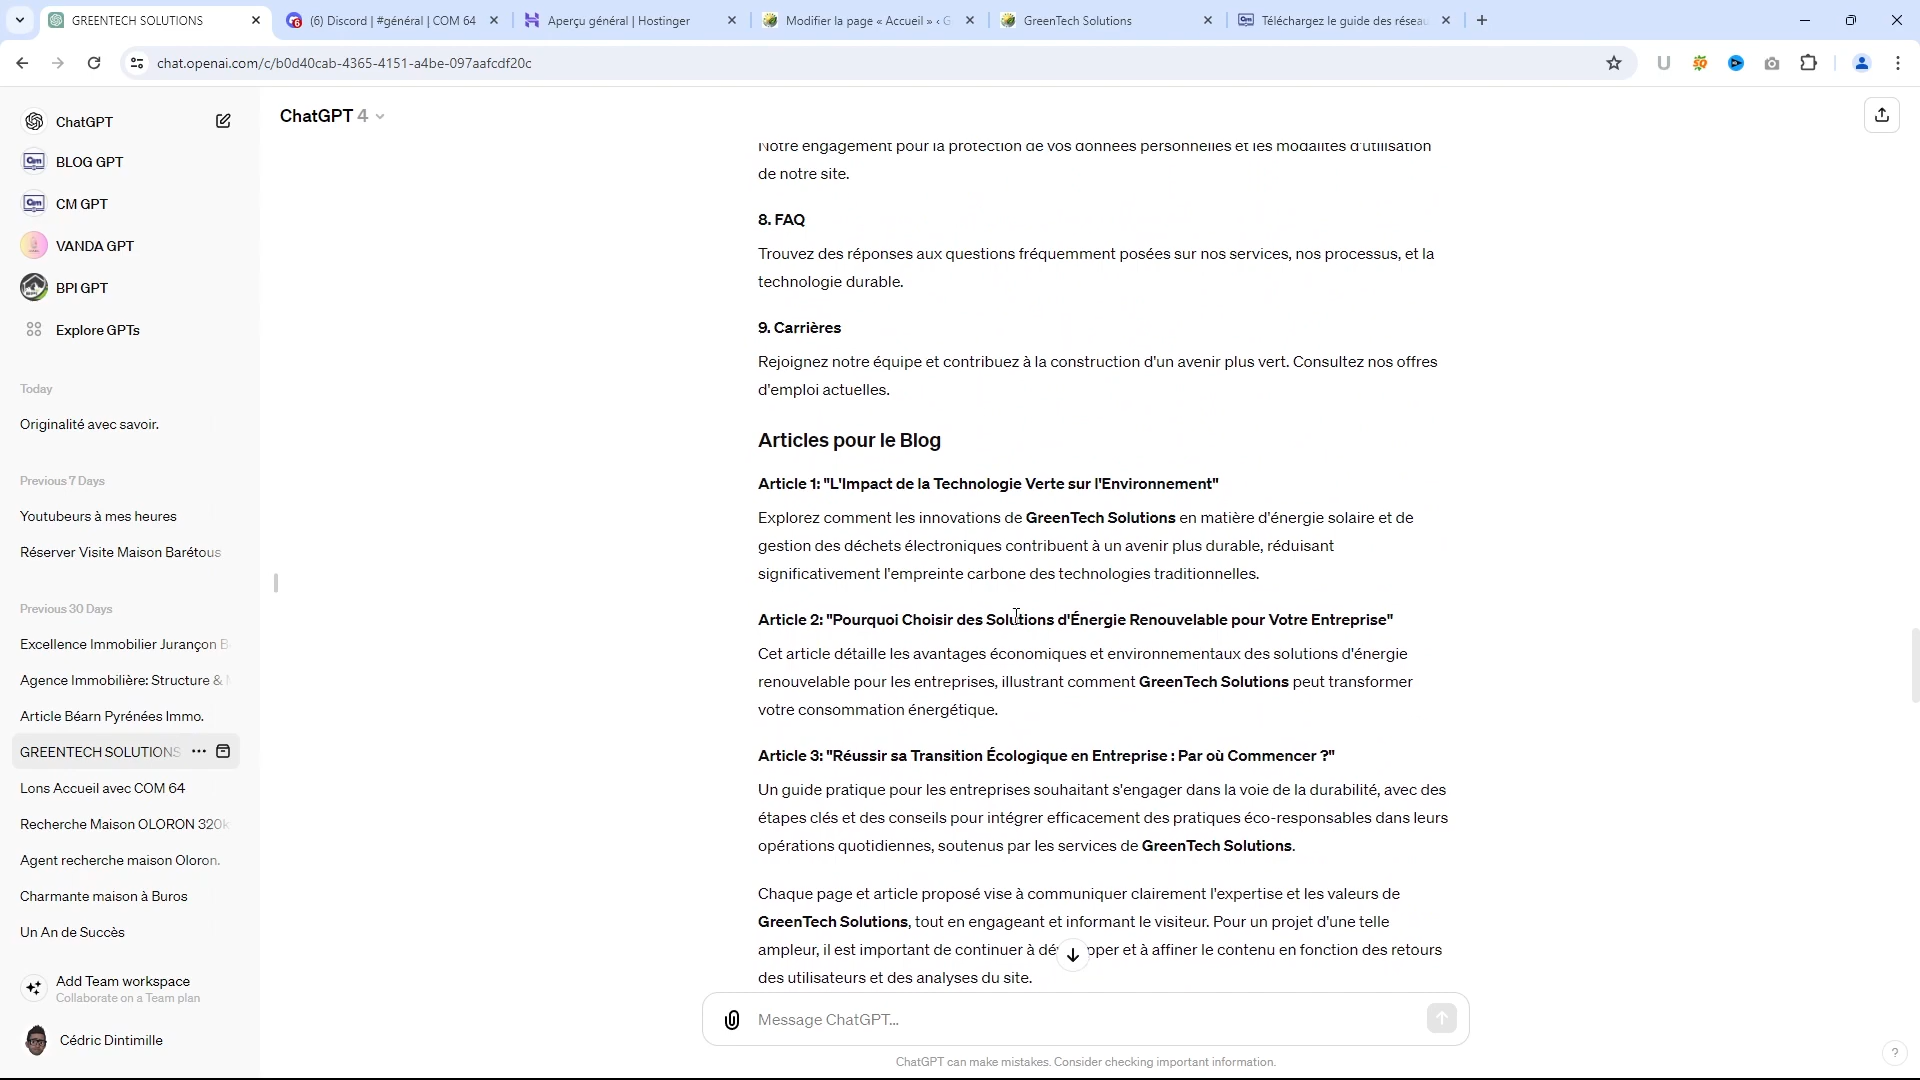 GREENTECH SOLUTIONS
(6) Discord | #général | COM 64
Aperçu général | Hostinger
Modifier la page « Accueil » ‹ G
GreenTech Solutions
Téléchargez le guide des résea
chat.openai.com/c/b0d40cab-4365-4151-a4be-097aafcdf20c
ChatGPT
BLOG GPT
CM GPT
VANDA GPT
BPI GPT
Explore GPTs
Today
Originalité avec savoir.
Previous 7 Days
Youtubeurs à mes heures
Réserver Visite Maison Barétous
Previous 30 Days
Excellence Immobilier Jurançon B
Agence Immobilière: Structure &
Article Béarn Pyrénées Immo.
GREENTECH SOLUTIONS
Lons Accueil avec COM 64
Recherche Maison OLORON 320k
Agent recherche maison Oloron.
Charmante maison à Buros
Un An de Succès
Add Team workspace
Collaborate on a Team plan
Cédric Dintimille
ChatGPT 4
Notre engagement pour la protection de vos données personnelles et les modalités d'utilisation
de notre site.
8. FAQ
Trouvez des réponses aux questions fréquemment posées sur nos services, nos processus, et la
technologie durable.
9. Carrières
Rejoignez notre équipe et contribuez à la construction d'un avenir plus vert. Consultez nos offres
d'emploi actuelles.
Articles pour le Blog
Article 1: "L'Impact de la Technologie Verte sur l'Environnement"
Explorez comment les innovations de GreenTech Solutions en matière d'énergie solaire et de
gestion des déchets électroniques contribuent à un avenir plus durable, réduisant
significativement l'empreinte carbone des technologies traditionnelles.
Article 2: "Pourquoi Choisir des Solutions d'Énergie Renouvelable pour Votre Entreprise"
Cet article détaille les avantages économiques et environnementaux des solutions d'énergie
renouvelable pour les entreprises, illustrant comment GreenTech Solutions peut transformer
votre consommation énergétique.
Article 3: "Réussir sa Transition Écologique en Entreprise : Par où Commencer ?"
Un guide pratique pour les entreprises souhaitant s'engager dans la voie de la durabilité, avec des
étapes clés et des conseils pour intégrer efficacement des pratiques éco-responsables dans leurs
opérations quotidiennes, soutenus par les services de GreenTech Solutions.
Chaque page et article proposé vise à communiquer clairement l'expertise et les valeurs de
GreenTech Solutions, tout en engageant et informant le visiteur. Pour un projet d'une telle
ampleur, il est important de continuer à dé pper et à affiner le contenu en fonction des retours
des utilisateurs et des analyses du site.
Message ChatGPT...
ChatGPT can make mistakes. Consider checking important information.
?